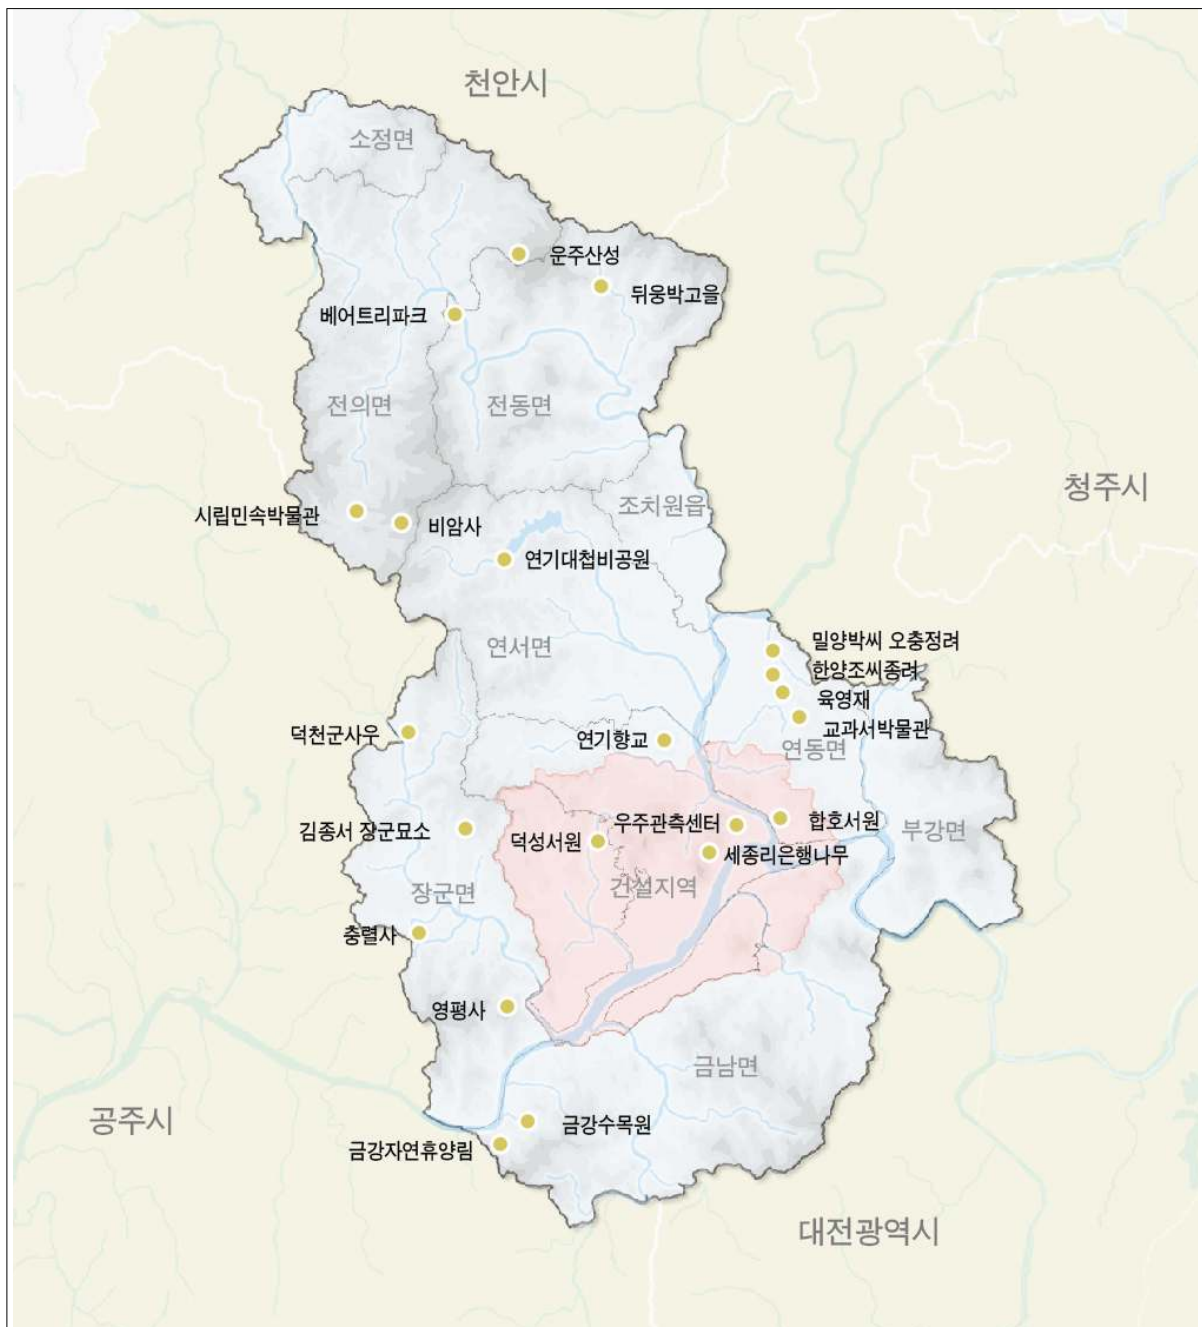 천안시
소정면
운주산성
뒤웅박고을
베어트리파크
전의면
전동면
청주시
조치원읍
시립민속박물관
비암사
연기대첩비공원
연서면
밀양박씨 오충정려
한양조씨종려
육영재
교과서박물관
덕천군사우
연기향교
연동면
김종서 장군묘소
덕성서원
우주관측센터
합호서원
부강면
세종리은행나무
장군면
건설지역
충렬사
영평사
금남면
공주시
금강수목원
금강자연휴양림
대전광역시